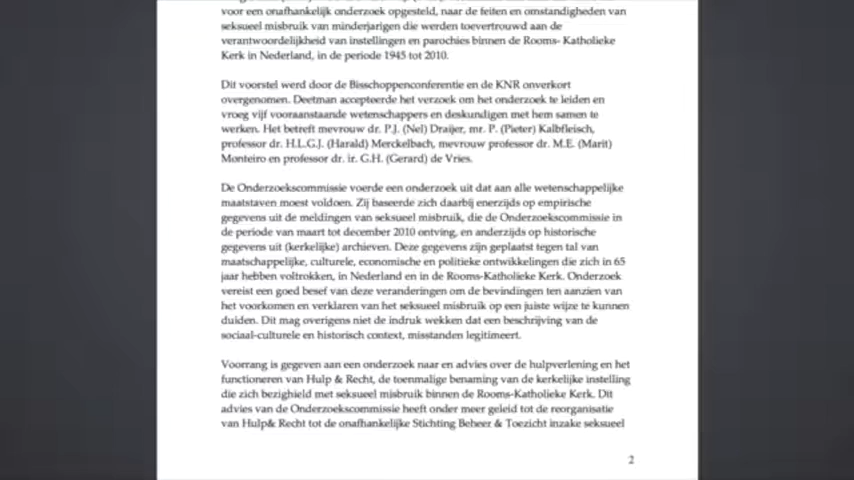 voor een onafhankelijk onderzoek opgesteld, naar de feiten en omstandigheden van
seksueel misbruik van minderjarigen die werden toevertrouwd aan de
verantwoordelijkheid van instellingen en parochies binnen de Rooms- Katholieke
Kerk in Nederland, in de periode 1945 tot 2010.
Dit voorstel werd door de Bisschoppenconferentie en de KNR onverkort
overgenomen. Deetman accepteerde het verzoek om het onderzoek te leiden en
vroeg vijf vooraanstaande wetenschappers en deskundigen met hem samen te
werken. Het betreft mevrouw dr. P.J. (Nel) Draijer, mr. P. (Pieter) Kalbfleisch,
professor dr. H.L.G.J. (Harald) Merckelbach, mevrouw professor dr. M.E. (Marit)
Monteiro en professor dr. ir. G.H. (Gerard) de Vries.
De Onderzoekscommissie voerde een onderzoek uit dat aan alle wetenschappelijke
maatstaven moest voldoen. Zij baseerde zich daarbij enerzijds op empirische
gegevens uit de meldingen van seksueel misbruik, die de Onderzoekscommissie in
de periode van maart tot december 2010 ontving, en anderzijds op historische
gegevens uit (kerkelijke) archieven. Deze gegevens zijn geplaatst tegen tal van
maatschappelijke, culturele, economische en politieke ontwikkelingen die zich in 65
jaar hebben voltrokken, in Nederland en in de Rooms-Katholieke Kerk. Onderzoek
vereist een goed besef van deze veranderingen om de bevindingen ten aanzien van
het voorkomen en verklaren van het seksueel misbruik op een juiste wijze te kunnen
duiden. Dit mag overigens niet de indruk wekken dat een beschrijving van de
sociaal-culturele en historisch context, misstanden legitimeert.
Voorrang is gegeven aan een onderzoek naar en advies over de hulpverlening en het
functioneren van Hulp & Recht, de toenmalige benaming van de kerkelijke instelling
die zich bezighield met seksueel misbruik binnen de Rooms-Katholieke Kerk. Dit
advies van de Onderzoekscommissie heeft onder meer geleid tot de reorganisatie
van Hulp& Recht tot de onafhankelijke Stichting Beheer & Toezicht inzake seksueel
2